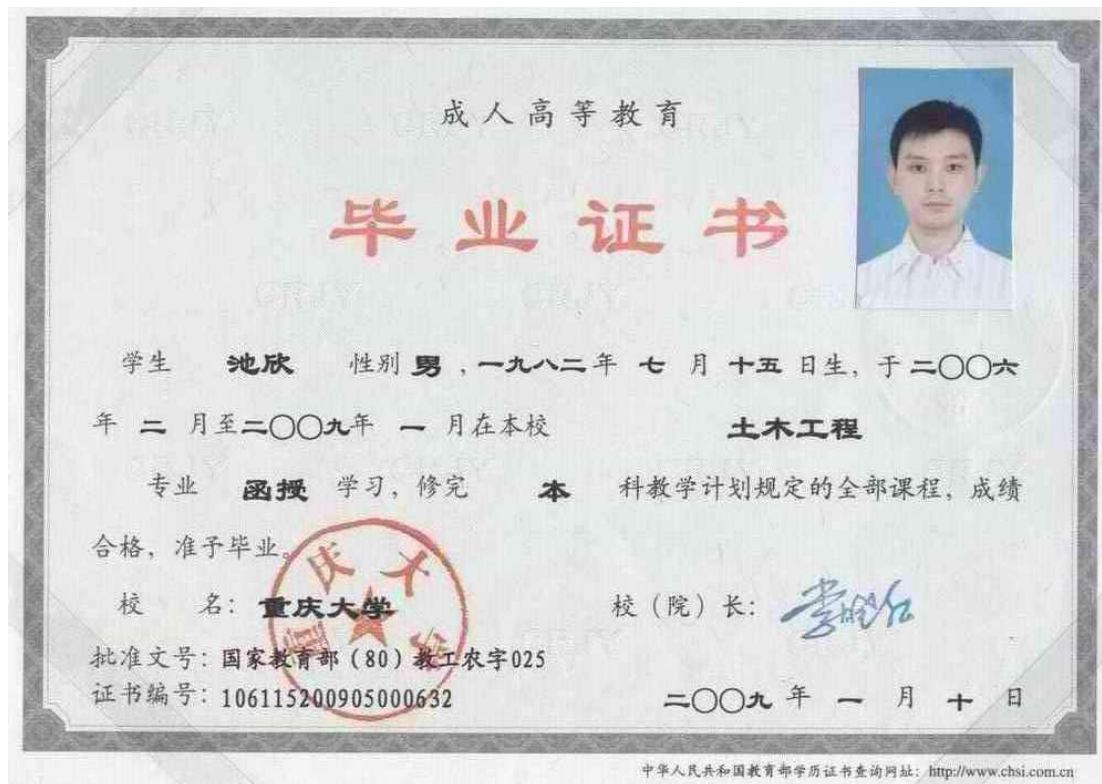 成人高等教育
毕业证书
学生 池欣 性别 男，一九八二年 七 月 十五 日生，于二〇〇六
年 二 月至二〇〇九年 一 月在本校 土木工程
专业 函授 学习，修完 本 科教学计划规定的全部课程，成绩
合格，准予毕业。
重庆大学
校 名：重庆大学 校（院）长：
批准文号：国家教育部（80）教工农字025
证书编号：106115200905000632 二〇〇九 年 一 月 十 日
中华人民共和国教育部学历证书查询网址：http://www.chsi.com.cn